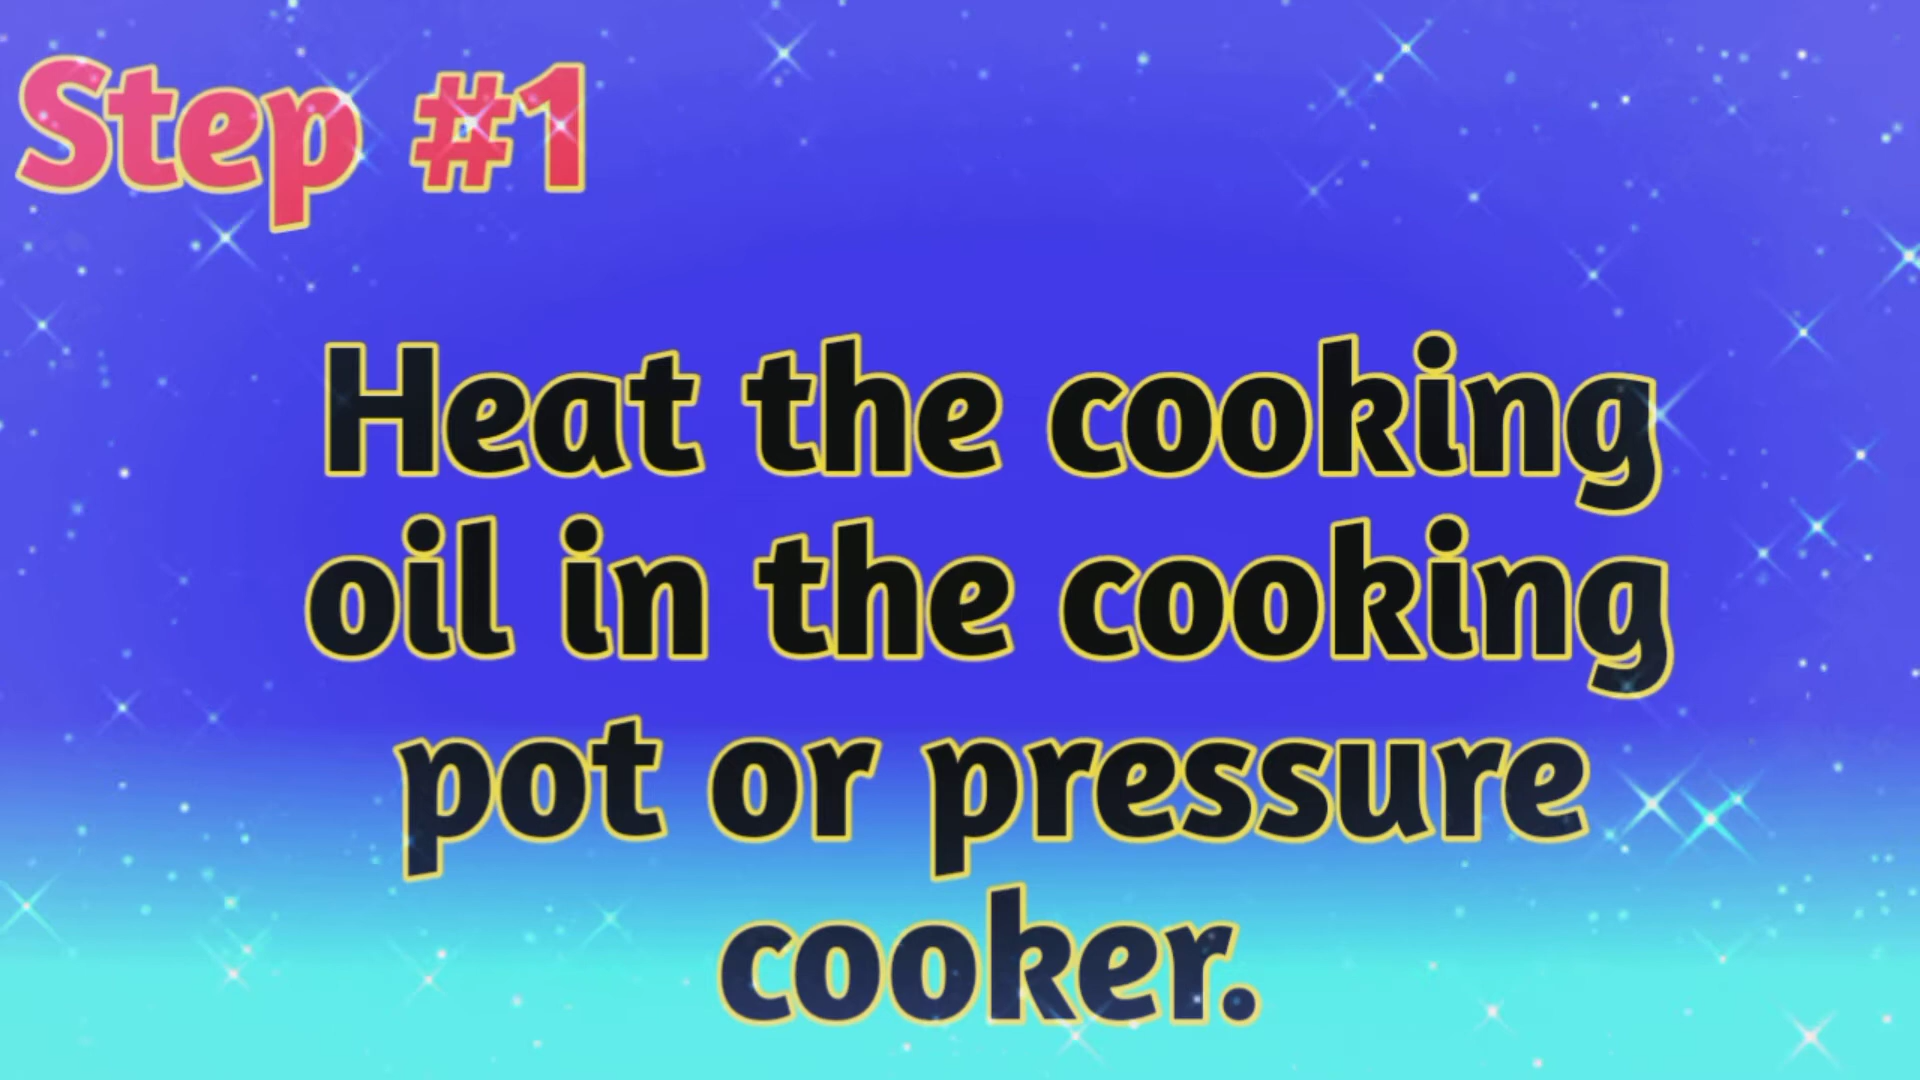 Step #1
Heat the cooking
oil in the cooking
pot or pressure
cooker.